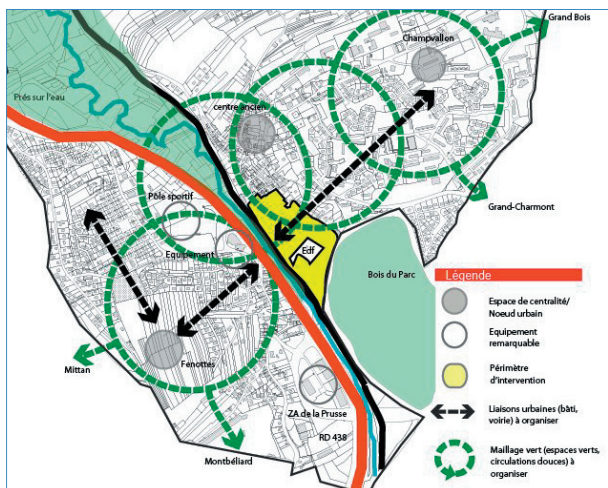 Grand Bois
Champvallon
Prés sur l'eau
centre ancien
Grand-Charmont
Pôle sportif
Equipement
Edf
Bois du Parc
Fenottes
Mittan
ZA de la Prusse
RD 438
Montbéliard
Légende
Espace de centralité/
Noeud urbain
Equipement
remarquable
Périmètre
d'intervention
Liaisons urbaines (bâti,
voirie) à organiser
Maillage vert (espaces verts,
circulations douces) à
organiser